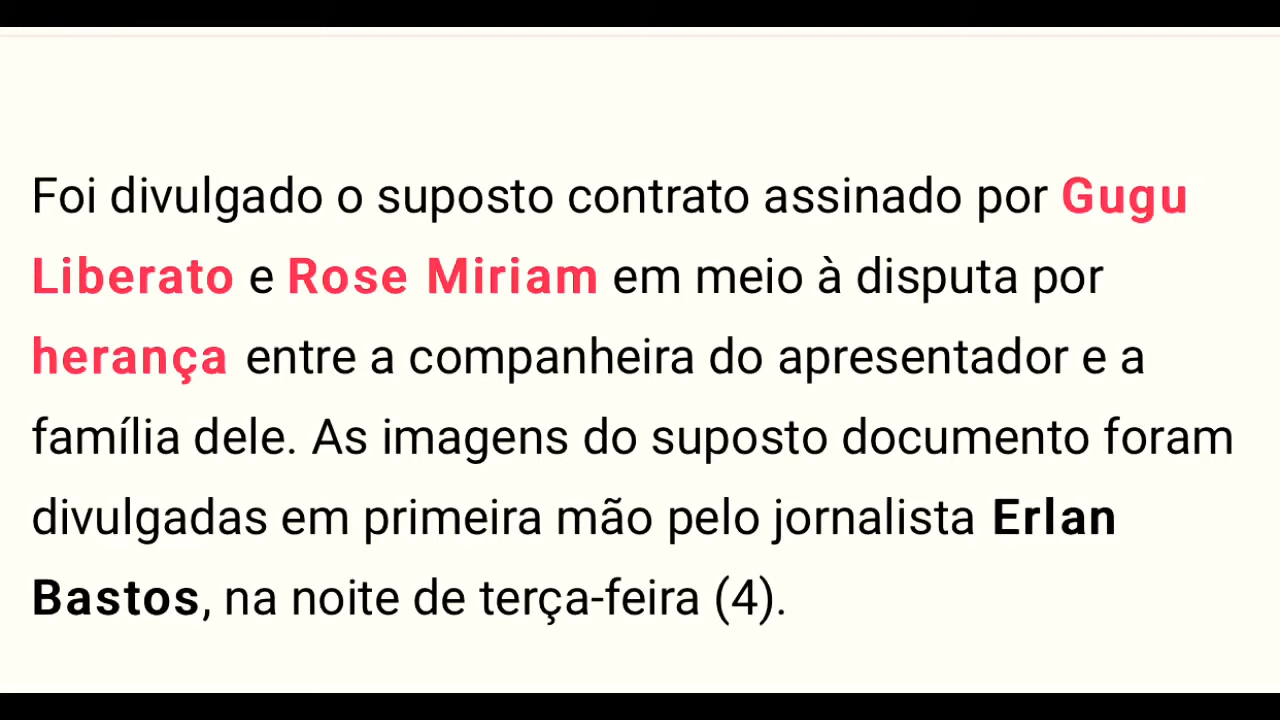 Foi divulgado o suposto contrato assinado por Gugu
Liberato e Rose Miriam em meio à disputa por
herança entre a companheira do apresentador e a
família dele. As imagens do suposto documento foram
divulgadas em primeira mão pelo jornalista Erlan
Bastos, na noite de terça-feira (4).